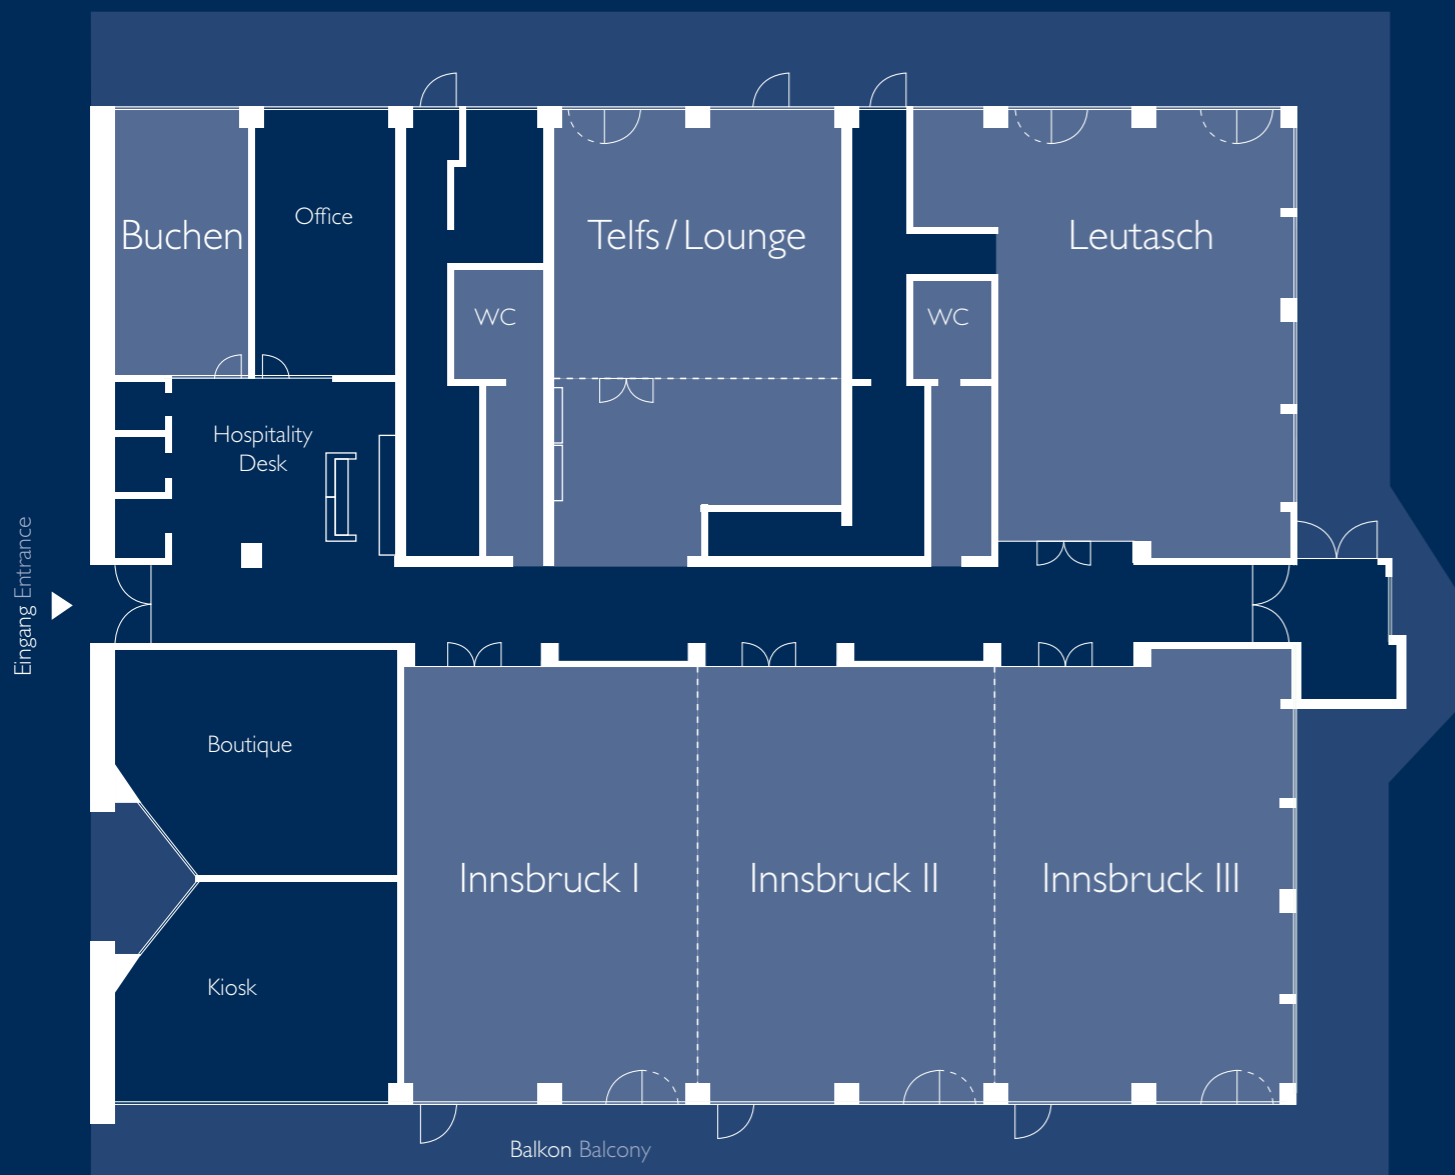 Office
Buchen
Telfs / Lounge
Leutasch
WC
WC
Hospitality
Desk
Eingang Entrance
Boutique
Innsbruck I
Innsbruck II
Innsbruck III
Kiosk
Balkon Balcony